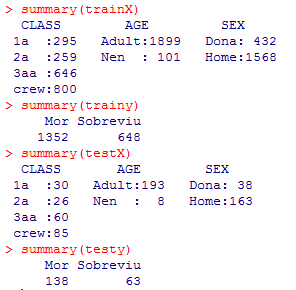 > summary(trainX)
CLASS AGE SEX
1a :295 Adult:1899 Dona: 432
2a :259 Nen : 101 Home:1568
3aa :646
crew:800
> summary(trainy)
Mor Sobreviu
1352 648
> summary(testX)
CLASS AGE SEX
1a :30 Adult:193 Dona: 38
2a :26 Nen : 8 Home:163
3aa :60
crew:85
> summary(testy)
Mor Sobreviu
138 63